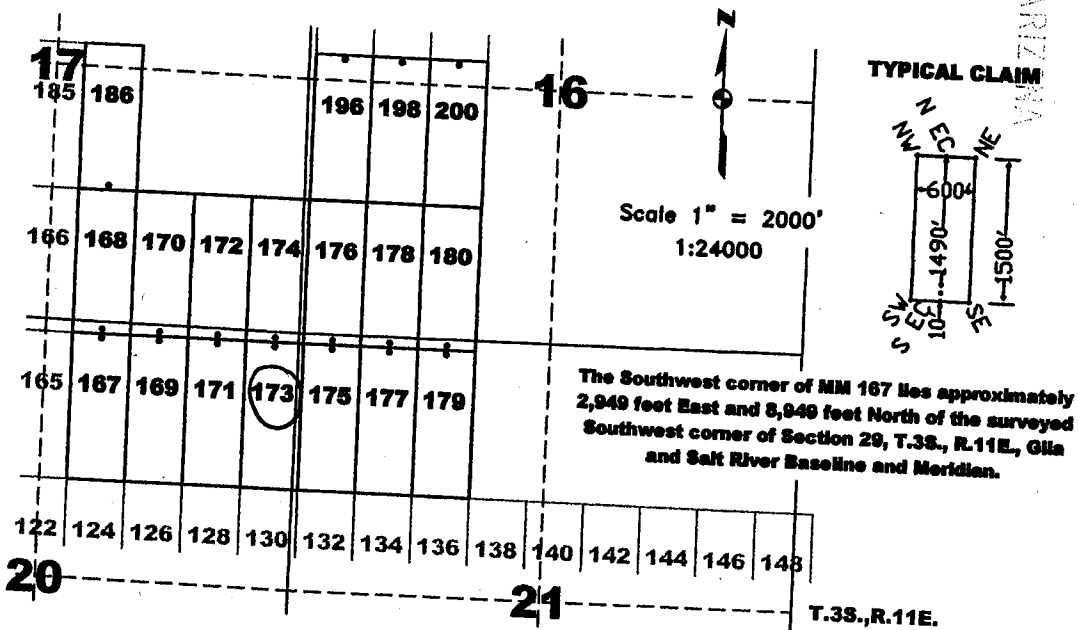 ARIZONA
N
17
16
185 186
196 198 200
TYPICAL CLAIM
NW N EC NE
600'
1490'
1500'
10'
SW S EC SE
Scale 1" = 2000'
1:24000
166 168 170 172 174 176 178 180
165 167 169 171 173 175 177 179
The Southwest corner of MM 167 lies approximately
2,949 feet East and 8,949 feet North of the surveyed
Southwest corner of Section 29, T.3S., R.11E., Gila
and Salt River Baseline and Meridian.
122 124 126 128 130 132 134 136 138 140 142 144 146 148
20
21
T.3S.,R.11E.